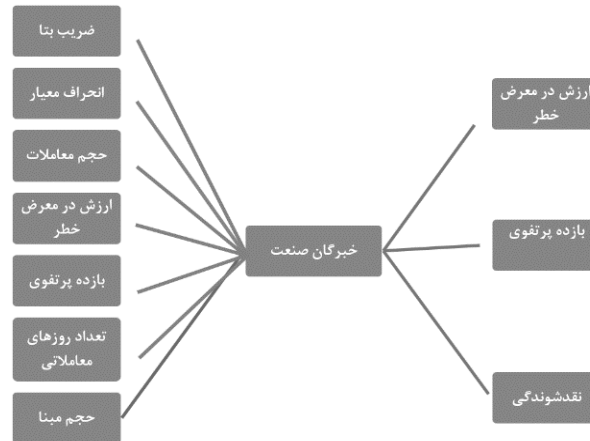 ضریب بتا
انحراف معیار
حجم معاملات
ارزش در معرض
خطر
بازده پرتفوی
تعداد روزهای
معاملاتی
حجم مبنا
خبرگان صنعت
ارزش در معرض
خطر
بازده پرتفوی
نقدشوندگی